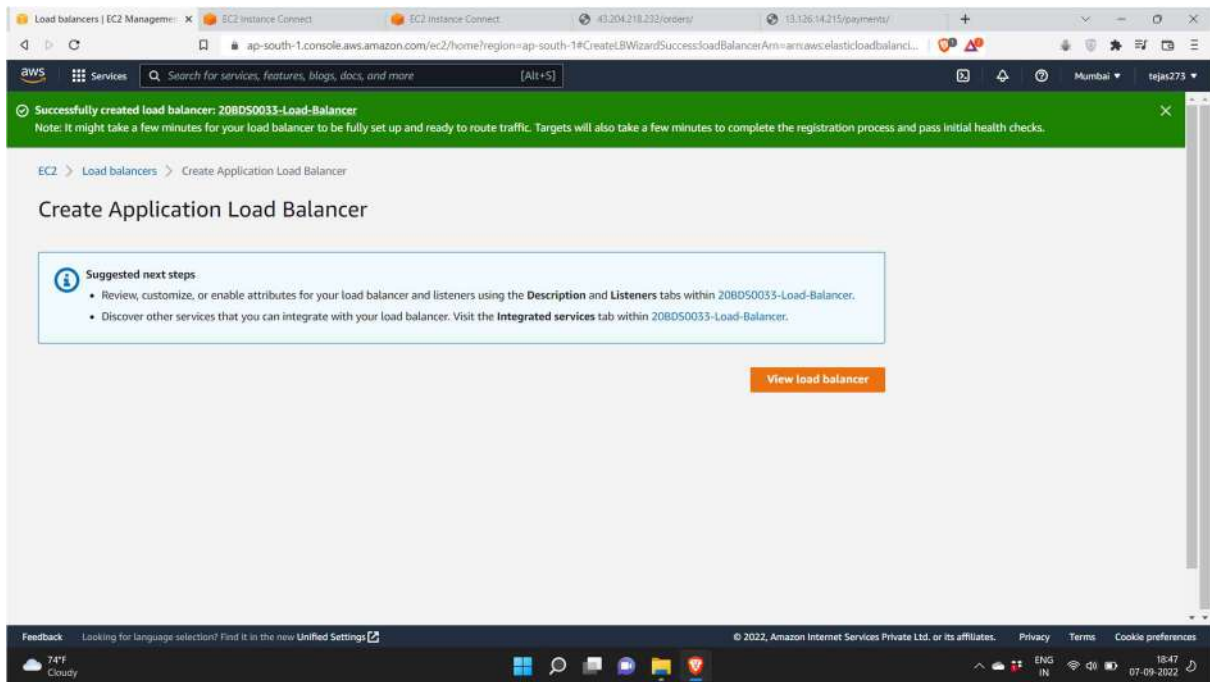 Load balancers | EC2 Managemen
EC2 Instance Connect
EC2 Instance Connect
43.204.218.232/orders/
13.126.14.215/payments/
ap-south-1.console.aws.amazon.com/ec2/home?region=ap-south-1#CreateLBWizardSuccess:loadBalancerArn=arn:aws:elasticloadbalanci...
aws
Services
Search for services, features, blogs, docs, and more
[Alt+S]
Mumbai
tejas273
Successfully created load balancer: 20BDS0033-Load-Balancer
Note: It might take a few minutes for your load balancer to be fully set up and ready to route traffic. Targets will also take a few minutes to complete the registration process and pass initial health checks.
EC2 > Load balancers > Create Application Load Balancer
Create Application Load Balancer
Suggested next steps
• Review, customize, or enable attributes for your load balancer and listeners using the Description and Listeners tabs within 20BDS0033-Load-Balancer.
• Discover other services that you can integrate with your load balancer. Visit the Integrated services tab within 20BDS0033-Load-Balancer.
View load balancer
Feedback
Looking for language selection? Find it in the new Unified Settings
© 2022, Amazon Internet Services Private Ltd. or its affiliates.
Privacy
Terms
Cookie preferences
74°F
Cloudy
ENG
IN
18:47
07-09-2022